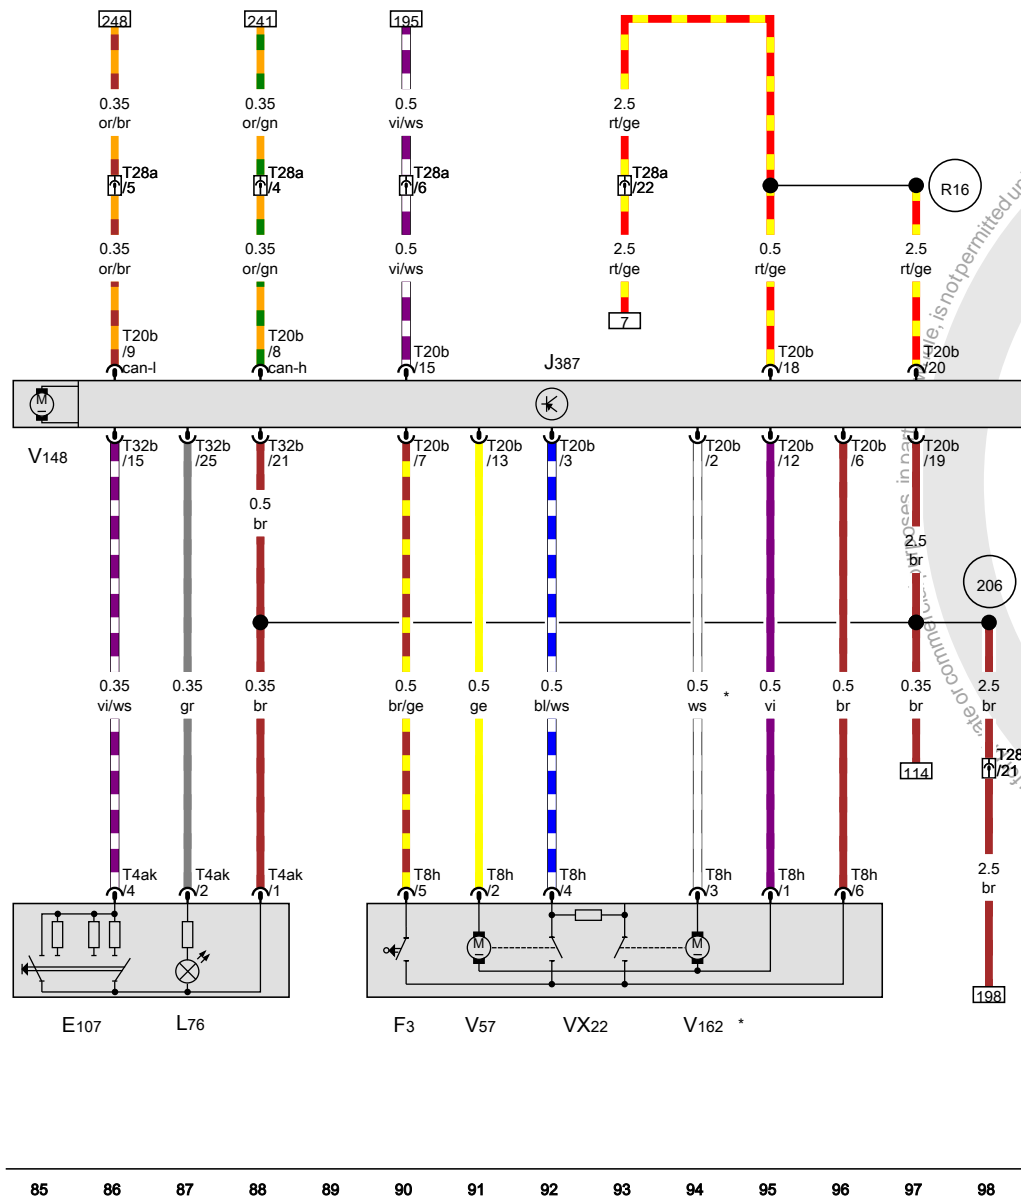 248 241 195
0.35 0.35 0.5 2.5
or/br or/gn vi/ws rt/ge
T28a T28a T28a T28a
/5 /4 /6 /22
R16
0.35 0.35 0.5 2.5 0.5 2.5
or/br or/gn vi/ws rt/ge rt/ge rt/ge
7
T20b T20b
/9 /8 T20b J387 T20b T20b
can-l can-h /15 /18 /20
M
V148
T32b T32b T32b T20b T20b T20b T20b T20b T20b T20b
/15 /25 /21 /7 /13 /3 /2 /12 /6 /19
0.5
br
2.5
br
206
0.35 0.35 0.35 0.5 0.5 0.5 0.5 * 0.5 0.5 0.35 2.5
vi/ws gr br br/ge ge bl/ws ws vi br br br
114
T28
/21
T4ak T4ak T4ak T8h T8h T8h T8h T8h T8h
/4 /2 /1 /5 /2 /4 /3 /1 /6
2.5
br
M M
198
E107 L76 F3 V57 VX22 V162 *
85 86 87 88 89 90 91 92 93 94 95 96 97 98
, is not permitted un